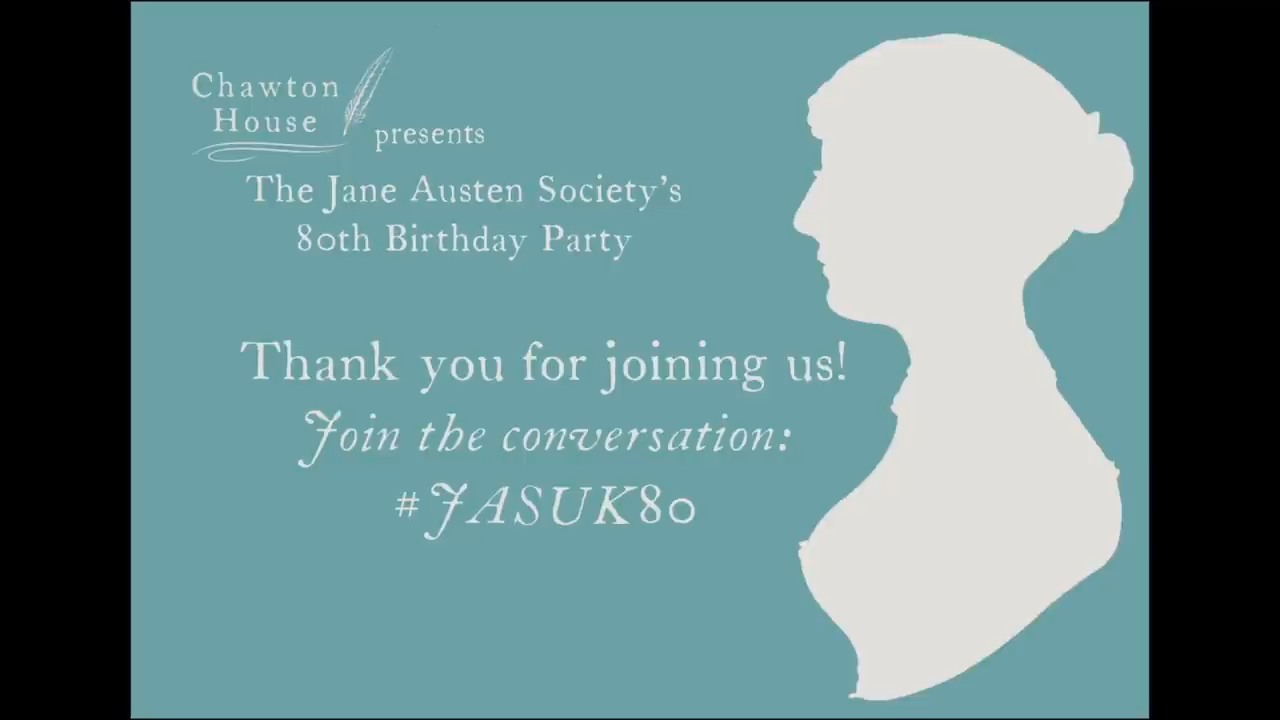 Chawton
House
presents
The Jane Austen Society's
80th Birthday Party
Thank you for joining us!
Join the conversation:
#JASUK80